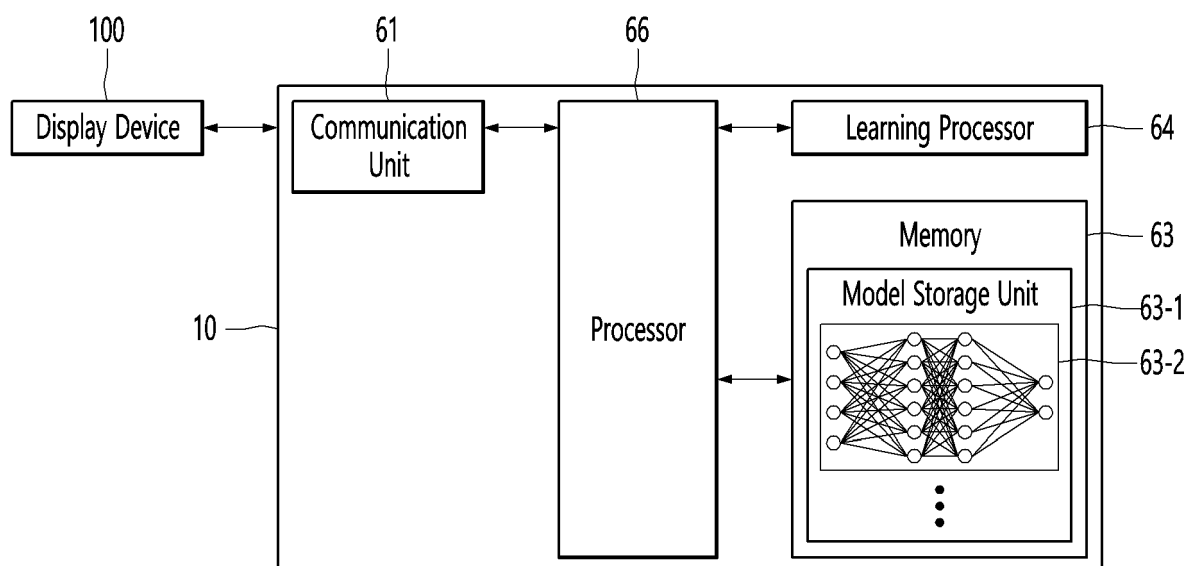 100
61
66
Display Device
Communication
Unit
Learning Processor
64
Memory
63
Model Storage Unit
63-1
10
Processor
63-2